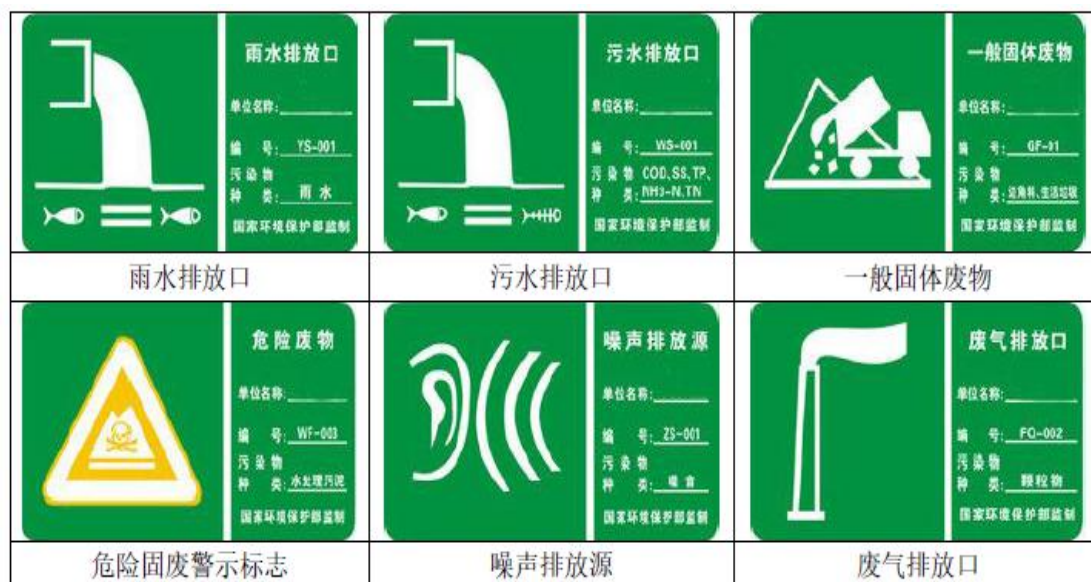 雨水排放口
单位名称:
编 号: YS-001
污染物
种 类: 雨水
国家环境保护部监制
雨水排放口
污水排放口
单位名称:
编 号: WS-001
污染物 COD,SS,TP,
种 类: NH3-N,TN
国家环境保护部监制
污水排放口
一般固体废物
单位名称:
编 号: GF-01
污染物
种 类: 边角料、生活垃圾
国家环境保护部监制
一般固体废物
危险废物
单位名称:
编 号: WF-003
污染物
种 类: 水处理污泥
国家环境保护部监制
危险固废警示标志
噪声排放源
单位名称:
编 号: ZS-001
污染物
种 类: 噪音
国家环境保护部监制
噪声排放源
废气排放口
单位名称:
编 号: FQ-002
污染物
种 类: 颗粒物
国家环境保护部监制
废气排放口